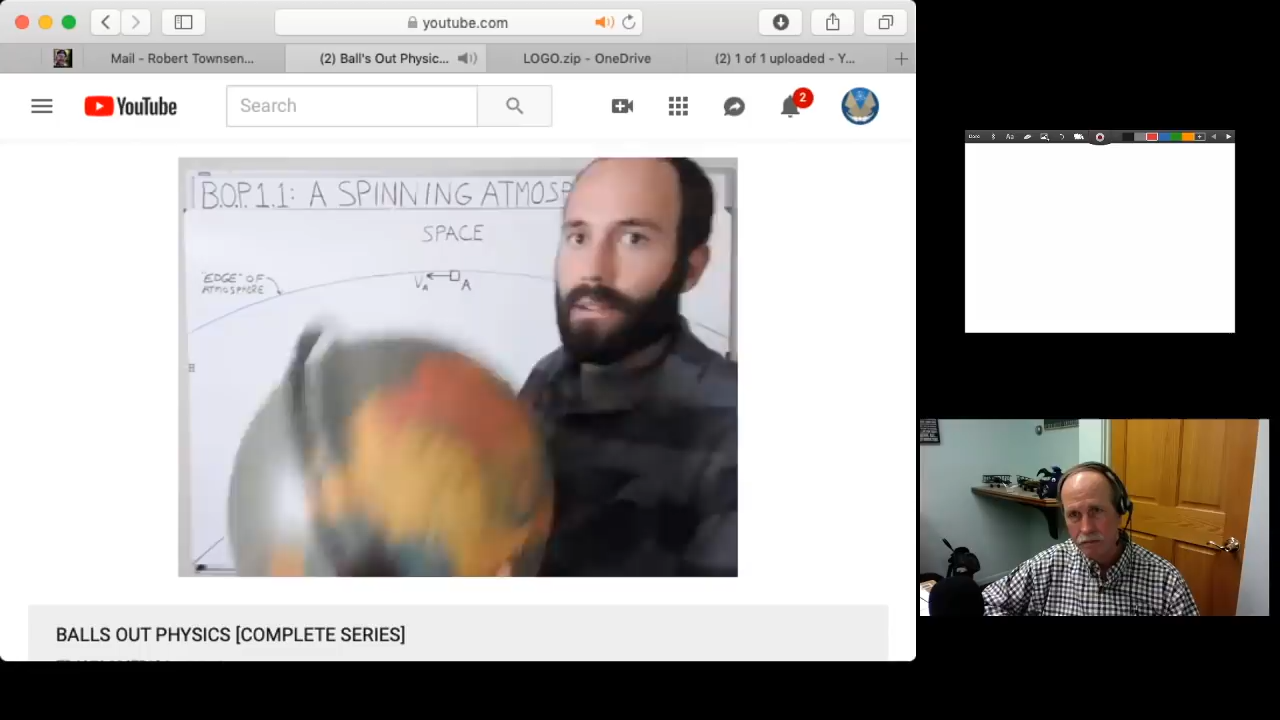 youtube.com
Mail - Robert Townsen...
(2) Ball's Out Physic...
LOGO.zip - OneDrive
(2) 1 of 1 uploaded - Y...
YouTube
Search
2
B.O.P. 1.1: A SPINNING ATMOSP
SPACE
"EDGE" OF
ATMOSPHERE
VA
A
BALLS OUT PHYSICS [COMPLETE SERIES]